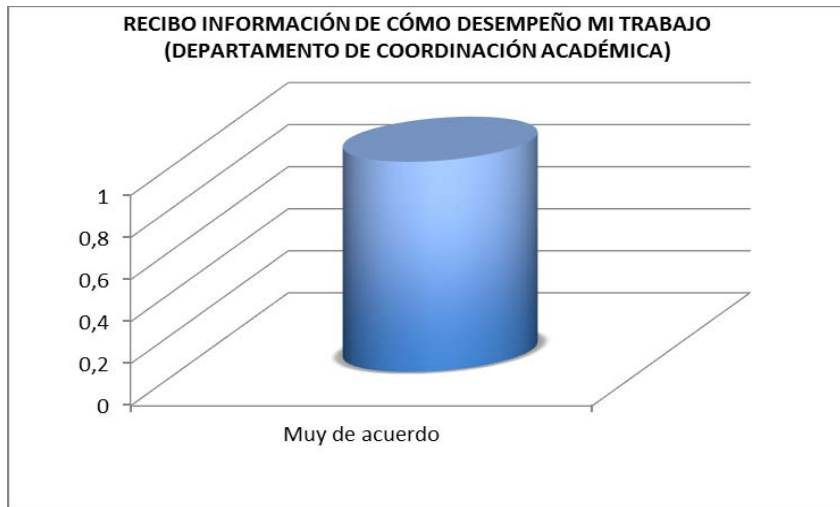 RECIBO INFORMACIÓN DE CÓMO DESEMPEÑO MI TRABAJO
(DEPARTAMENTO DE COORDINACIÓN ACADÉMICA)
1
0,8
0,6
0,4
0,2
0
Muy de acuerdo